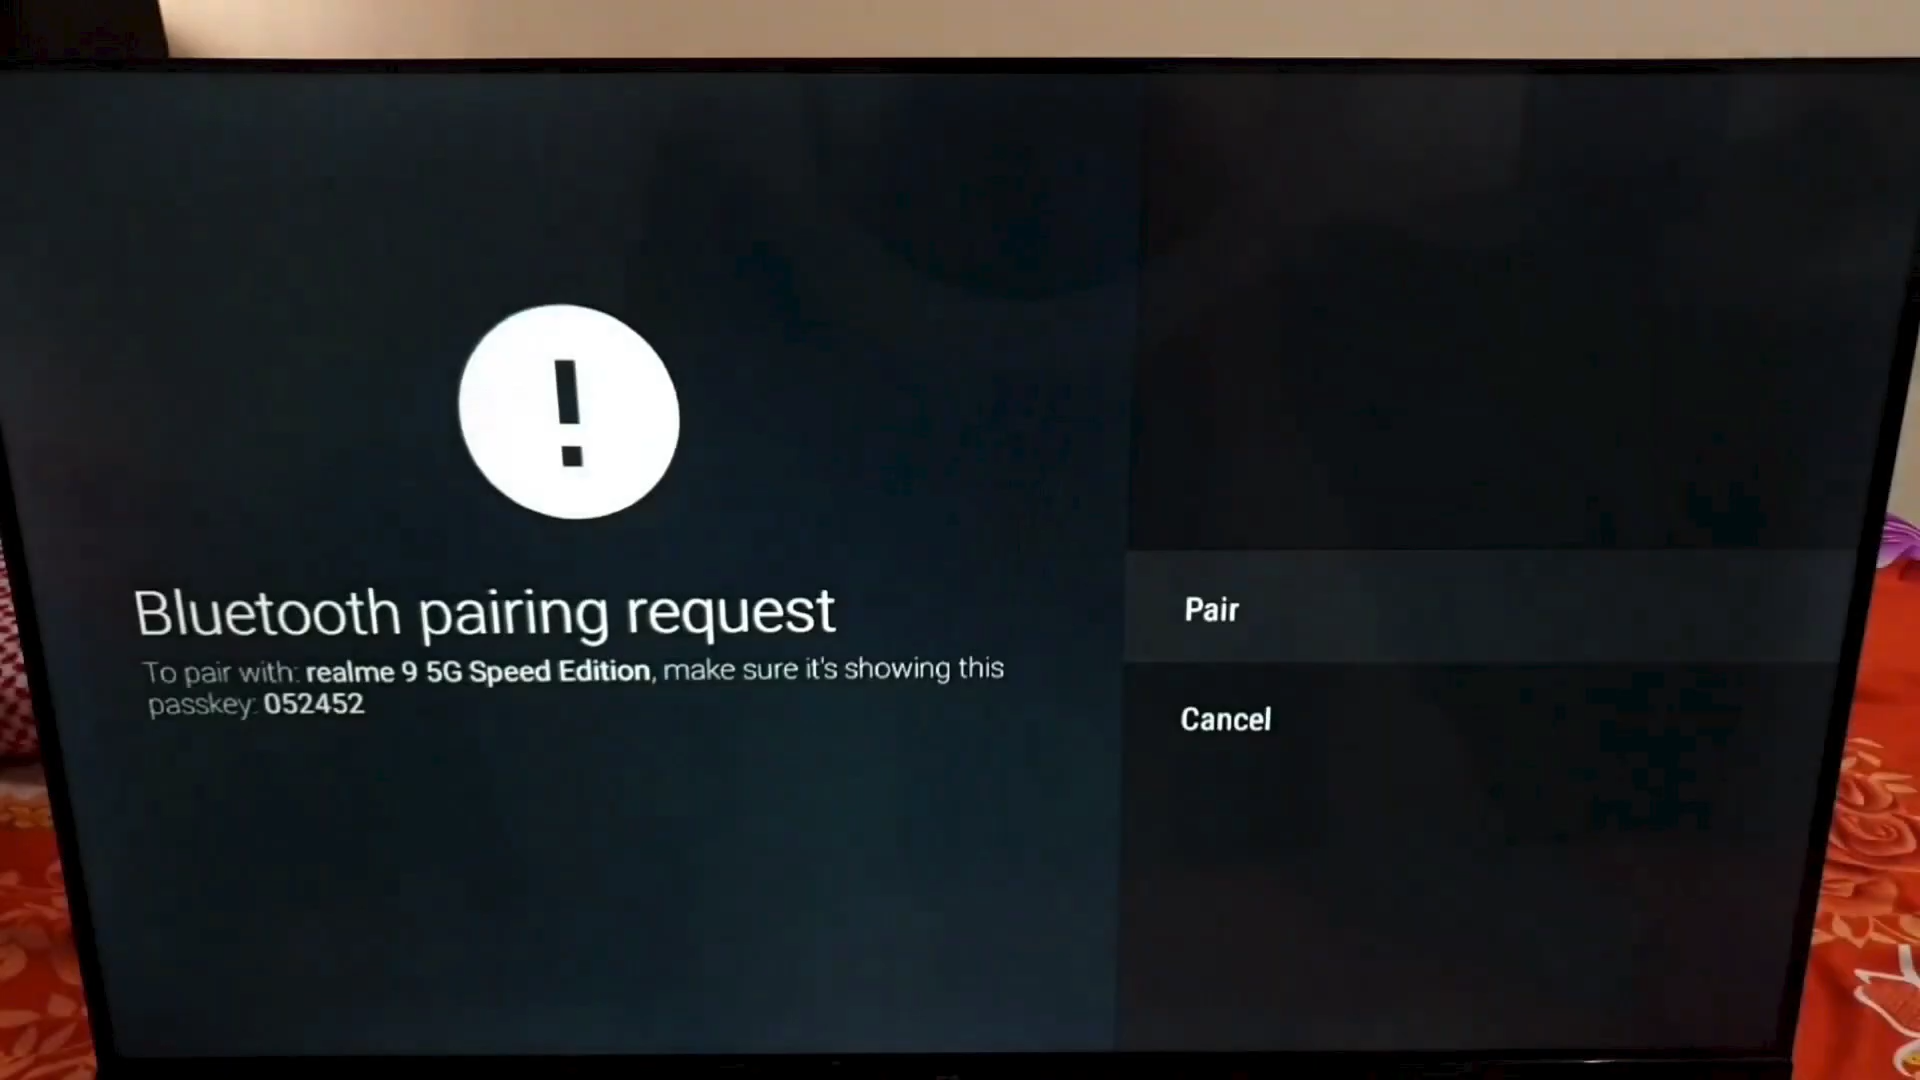 Bluetooth pairing request
To pair with: realme 9 5G Speed Edition, make sure it's showing this
passkey: 052452
Pair
Cancel